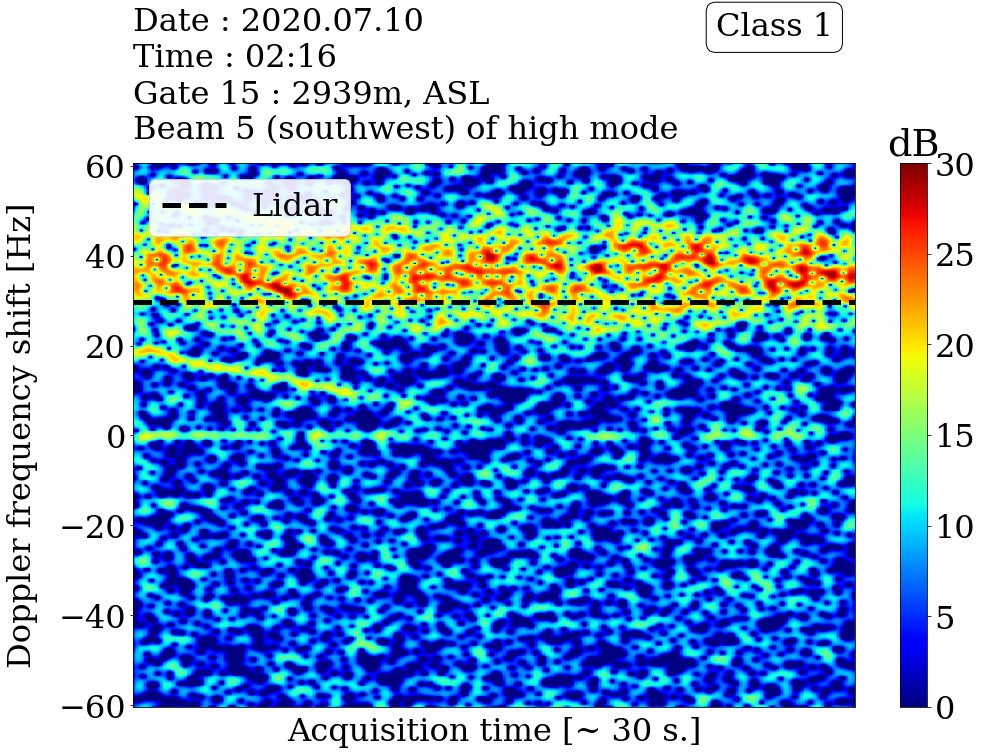 Date : 2020.07.10
Time : 02:16
Gate 15 : 2939m, ASL
Beam 5 (southwest) of high mode
Class 1
dB
Lidar
Doppler frequency shift [Hz]
60
40
20
0
−20
−40
−60
30
25
20
15
10
5
0
Acquisition time [~ 30 s.]